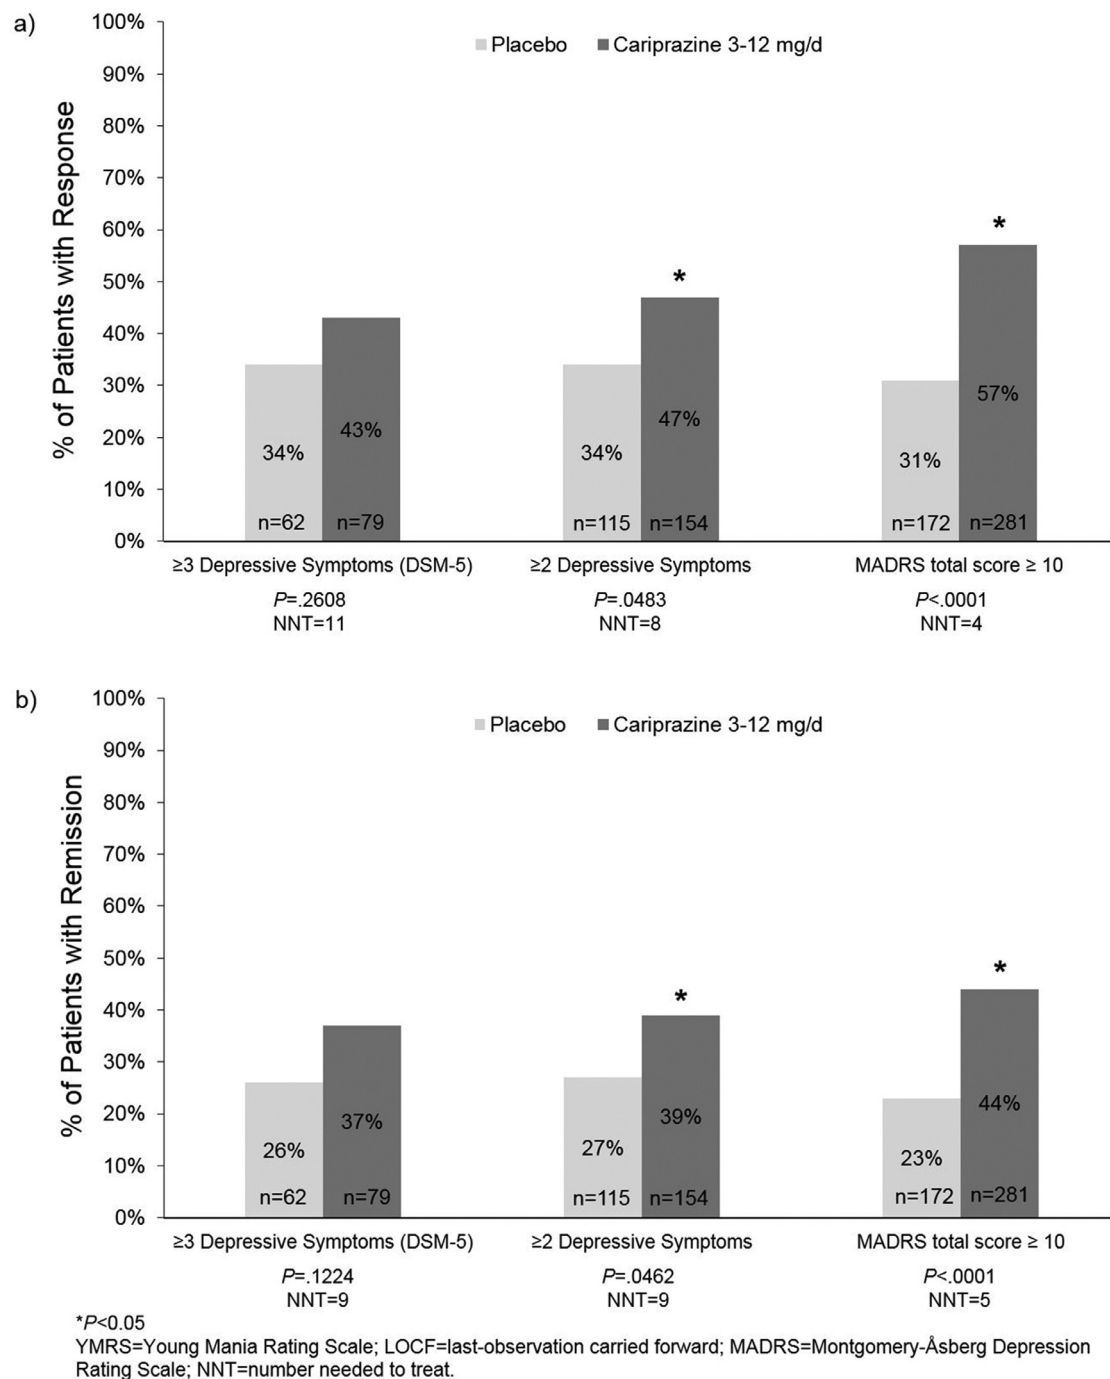 a)
% of Patients with Response
Placebo Cariprazine 3-12 mg/d
100%
90%
80%
70%
60%
50%
40%
30%
20%
10%
0%
* *
34% 43% 34% 47% 31% 57%
n=62 n=79 n=115 n=154 n=172 n=281
≥3 Depressive Symptoms (DSM-5) ≥2 Depressive Symptoms MADRS total score ≥ 10
P=.2608 P=.0483 P<.0001
NNT=11 NNT=8 NNT=4
b)
% of Patients with Remission
Placebo Cariprazine 3-12 mg/d
100%
90%
80%
70%
60%
50%
40%
30%
20%
10%
0%
* *
26% 37% 27% 39% 23% 44%
n=62 n=79 n=115 n=154 n=172 n=281
≥3 Depressive Symptoms (DSM-5) ≥2 Depressive Symptoms MADRS total score ≥ 10
P=.1224 P=.0462 P<.0001
NNT=9 NNT=9 NNT=5
*P<0.05
YMRS=Young Mania Rating Scale; LOCF=last-observation carried forward; MADRS=Montgomery-Åsberg Depression
Rating Scale; NNT=number needed to treat.